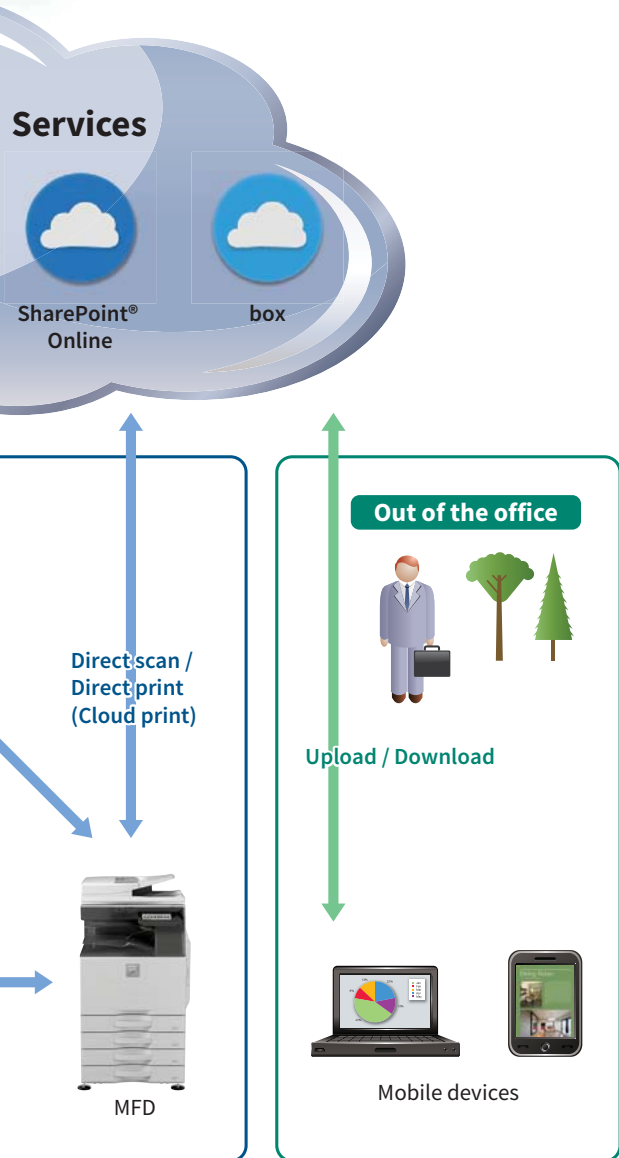 Services
SharePoint®
Online
box
Out of the office
Direct scan /
Direct print
(Cloud print)
Upload / Download
MFD
Mobile devices